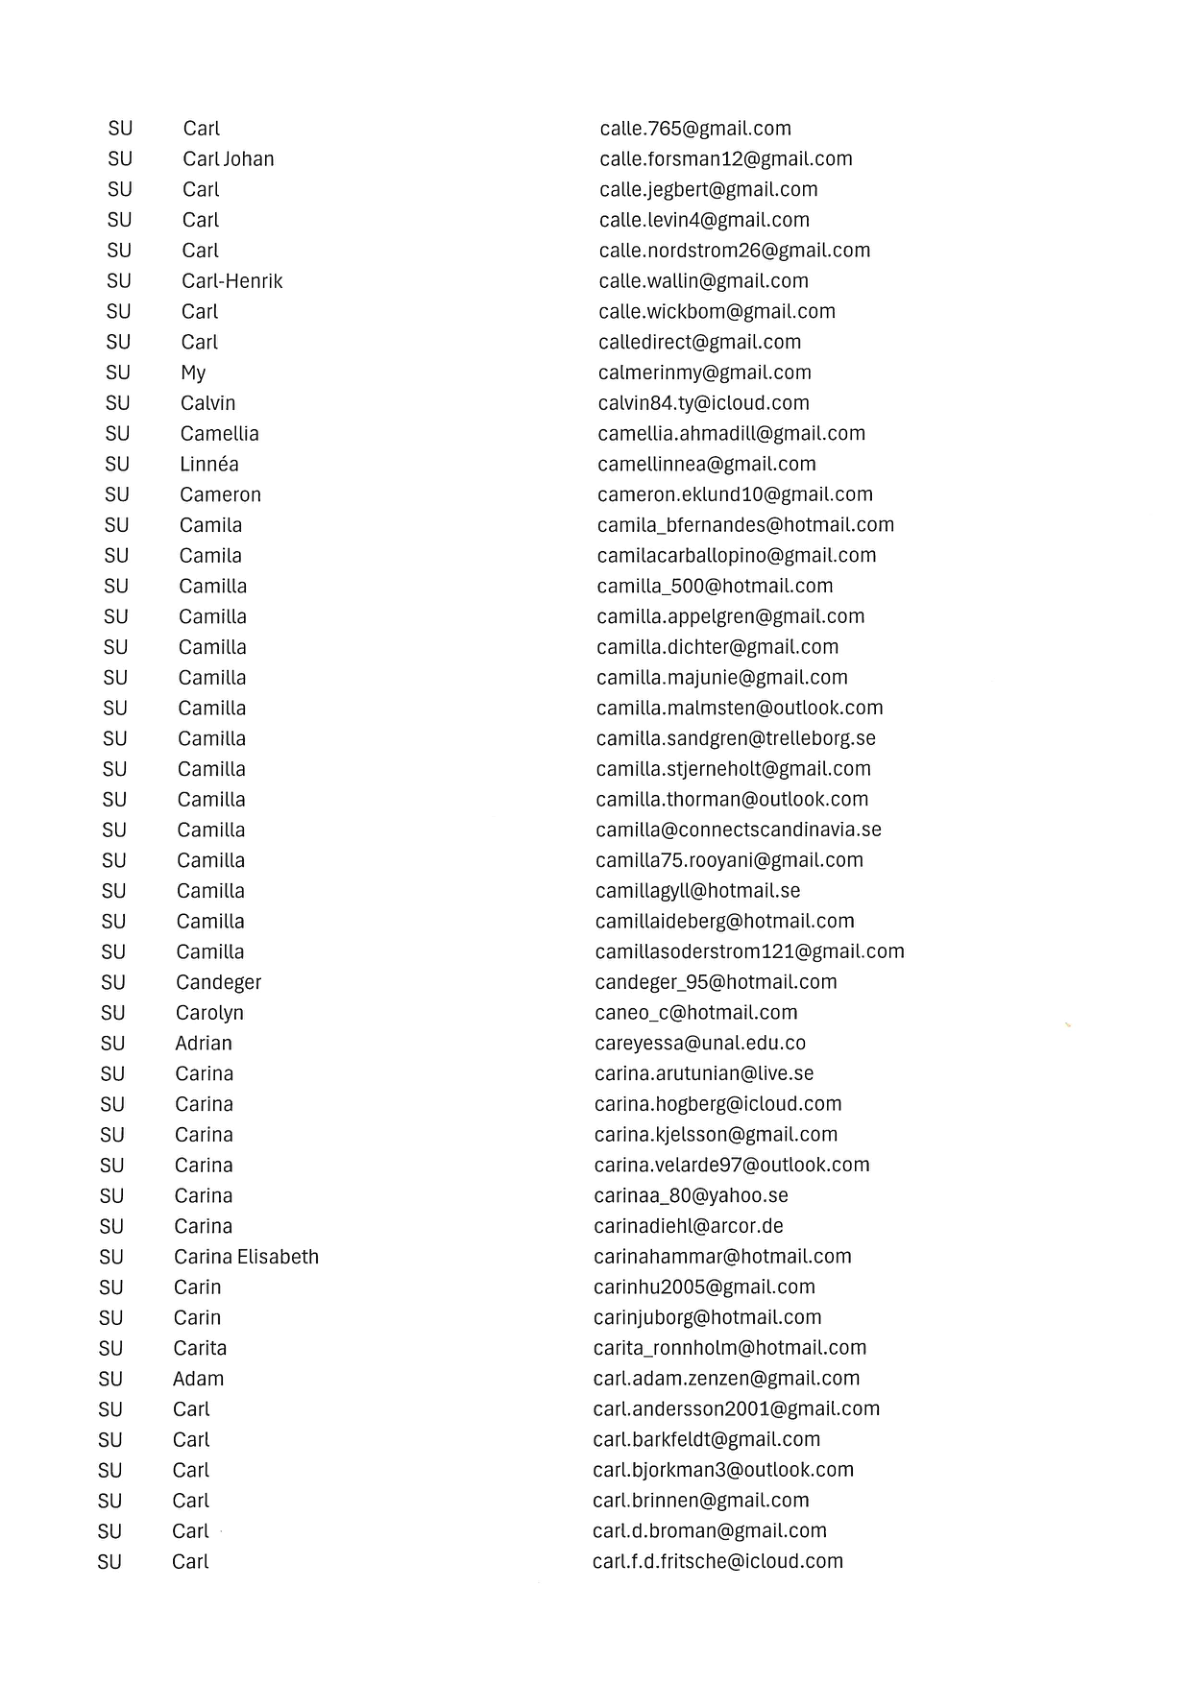 SU Carl calle.765@gmail.com
SU Carl Johan calle.forsman12@gmail.com
SU Carl calle.jegbert@gmail.com
SU Carl calle.levin4@gmail.com
SU Carl calle.nordstrom26@gmail.com
SU Carl-Henrik calle.wallin@gmail.com
SU Carl calle.wickbom@gmail.com
SU Carl calledirect@gmail.com
SU My calmerinmy@gmail.com
SU Calvin calvin84.ty@icloud.com
SU Camellia camellia.ahmadill@gmail.com
SU Linnéa camellinnea@gmail.com
SU Cameron cameron.eklund10@gmail.com
SU Camila camila_bfernandes@hotmail.com
SU Camila camilacarballopino@gmail.com
SU Camilla camilla_500@hotmail.com
SU Camilla camilla.appelgren@gmail.com
SU Camilla camilla.dichter@gmail.com
SU Camilla camilla.majunie@gmail.com
SU Camilla camilla.malmsten@outlook.com
SU Camilla camilla.sandgren@trelleborg.se
SU Camilla camilla.stjerneholt@gmail.com
SU Camilla camilla.thorman@outlook.com
SU Camilla camilla@connectscandinavia.se
SU Camilla camilla75.rooyani@gmail.com
SU Camilla camillagyll@hotmail.se
SU Camilla camillaideberg@hotmail.com
SU Camilla camillasoderstrom121@gmail.com
SU Candeger candeger_95@hotmail.com
SU Carolyn caneo_c@hotmail.com
SU Adrian careyessa@unal.edu.co
SU Carina carina.arutunian@live.se
SU Carina carina.hogberg@icloud.com
SU Carina carina.kjelsson@gmail.com
SU Carina carina.velarde97@outlook.com
SU Carina carinaa_80@yahoo.se
SU Carina carinadiehl@arcor.de
SU Carina Elisabeth carinahammar@hotmail.com
SU Carin carinhu2005@gmail.com
SU Carin carinjuborg@hotmail.com
SU Carita carita_ronnholm@hotmail.com
SU Adam carl.adam.zenzen@gmail.com
SU Carl carl.andersson2001@gmail.com
SU Carl carl.barkfeldt@gmail.com
SU Carl carl.bjorkman3@outlook.com
SU Carl carl.brinnen@gmail.com
SU Carl carl.d.broman@gmail.com
SU Carl carl.f.d.fritsche@icloud.com